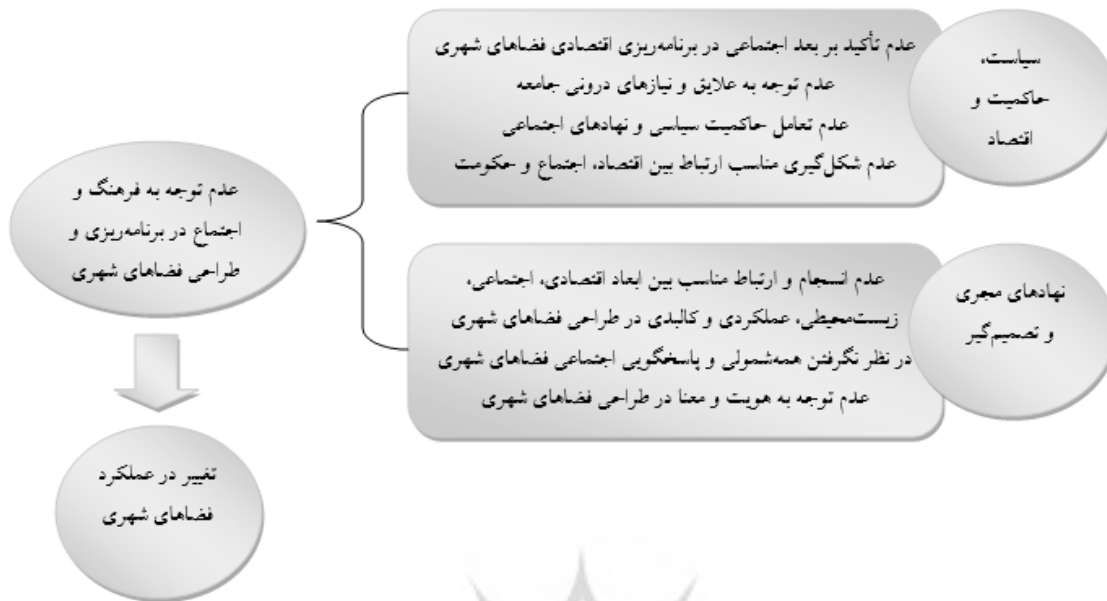 سیاست،
حاکمیت و
اقتصاد
عدم تأکید بر بعد اجتماعی در برنامه‌ریزی اقتصادی فضاهای شهری
عدم توجه به علایق و نیازهای درونی جامعه
عدم تعامل حاکمیت سیاسی و نهادهای اجتماعی
عدم شکل‌گیری مناسب ارتباط بین اقتصاد، اجتماع و حکومت
نهادهای مجری
و تصمیم‌گیر
عدم انسجام و ارتباط مناسب بین ابعاد اقتصادی، اجتماعی،
زیست‌محیطی، عملکردی و کالبدی در طراحی فضاهای شهری
در نظر نگرفتن همه‌شمولی و پاسخگویی اجتماعی فضاهای شهری
عدم توجه به هویت و معنا در طراحی فضاهای شهری
عدم توجه به فرهنگ و
اجتماع در برنامه‌ریزی و
طراحی فضاهای شهری
تغییر در عملکرد
فضاهای شهری